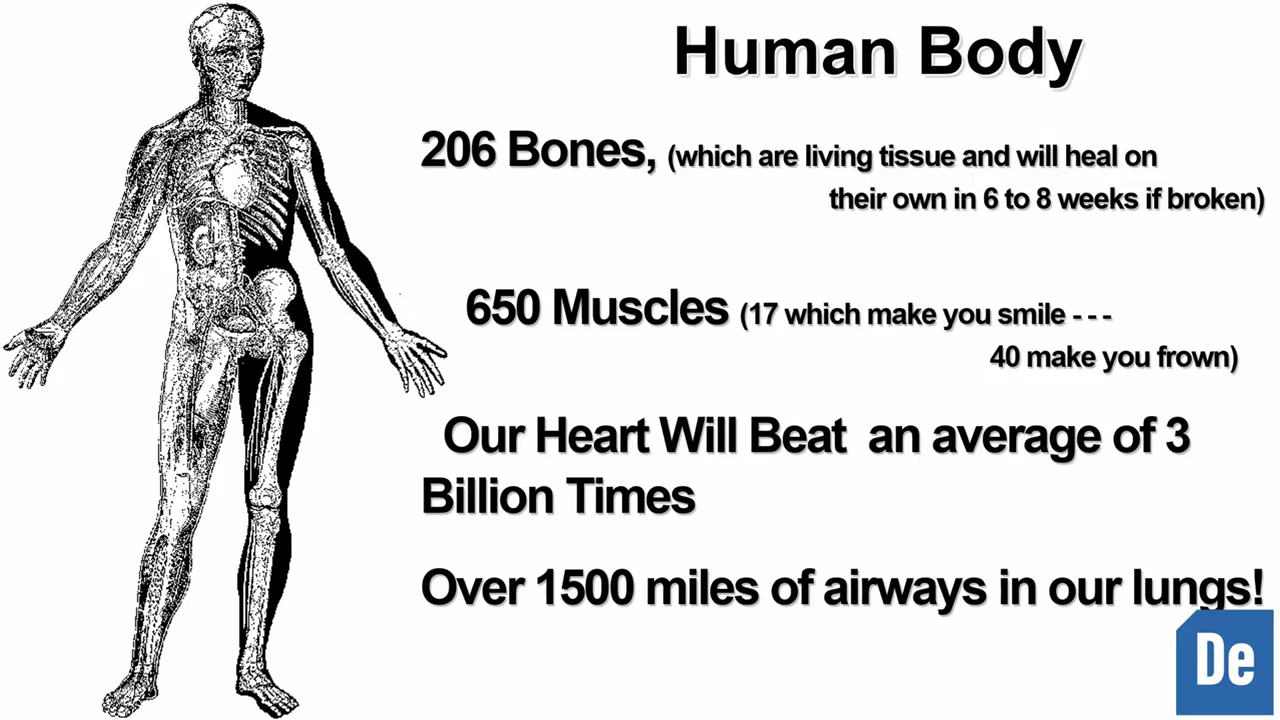 Human Body
206 Bones, (which are living tissue and will heal on
their own in 6 to 8 weeks if broken)
650 Muscles (17 which make you smile - - -
40 make you frown)
Our Heart Will Beat an average of 3
Billion Times
Over 1500 miles of airways in our lungs!
De